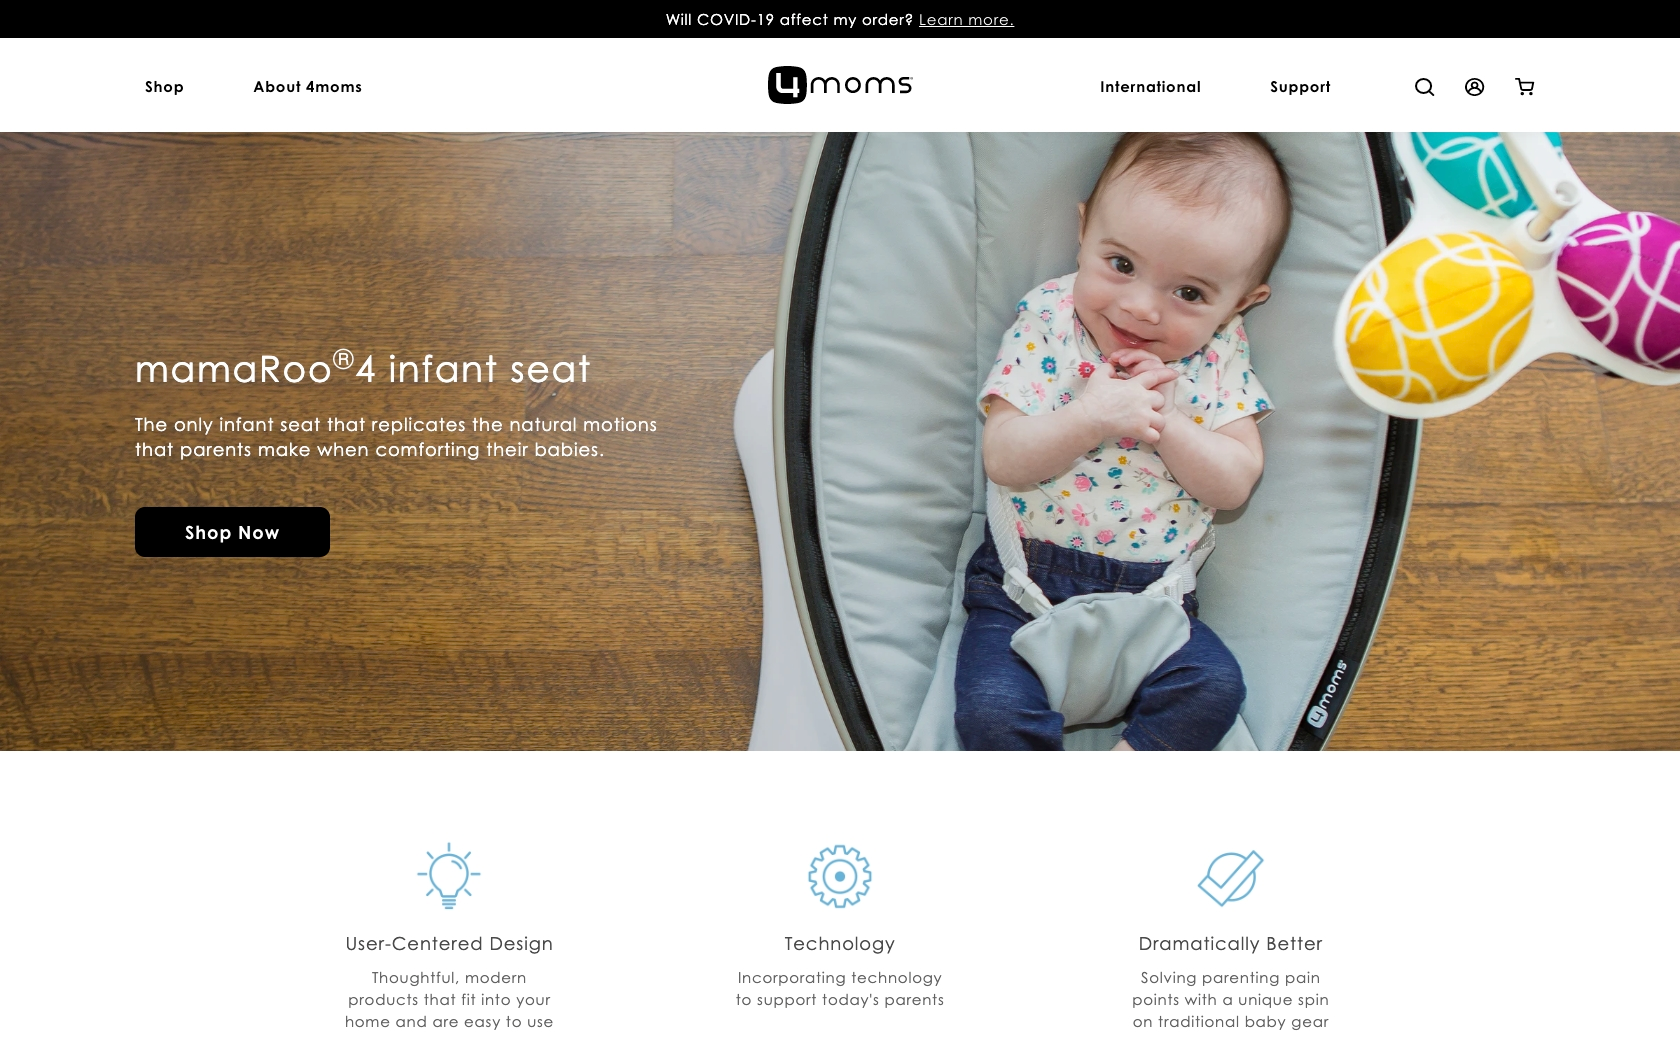 Will COVID-19 affect my order? Learn more.
Shop
About 4moms
4moms
International
Support
mamaRoo®4 infant seat
The only infant seat that replicates the natural motions
that parents make when comforting their babies.
Shop Now
4moms
User-Centered Design
Thoughtful, modern
products that fit into your
home and are easy to use
Technology
Incorporating technology
to support today's parents
Dramatically Better
Solving parenting pain
points with a unique spin
on traditional baby gear